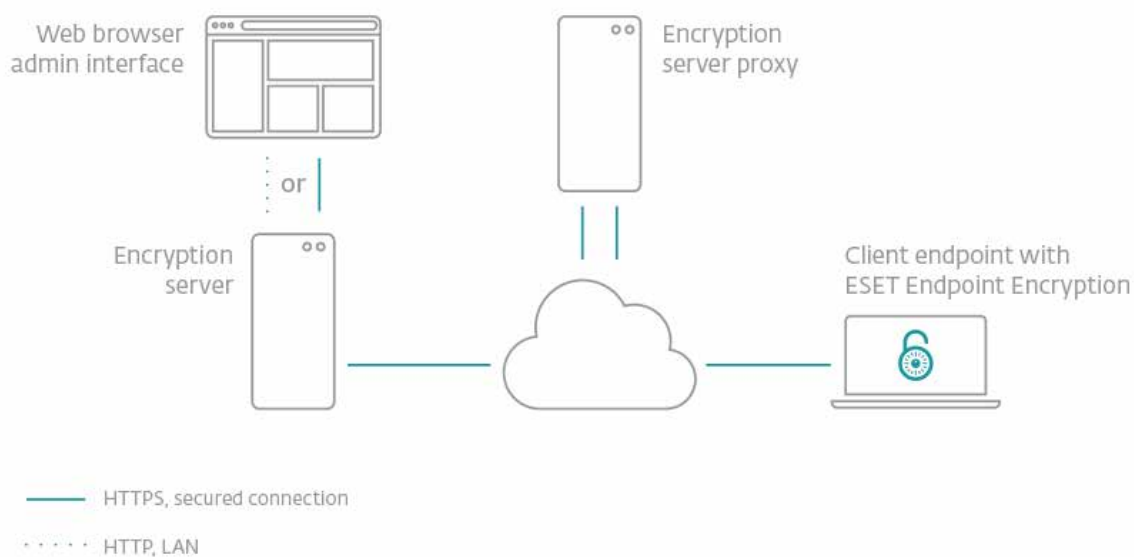 Web browser
admin interface
Encryption
server proxy
or
Encryption
server
Client endpoint with
ESET Endpoint Encryption
HTTPS, secured connection
HTTP, LAN